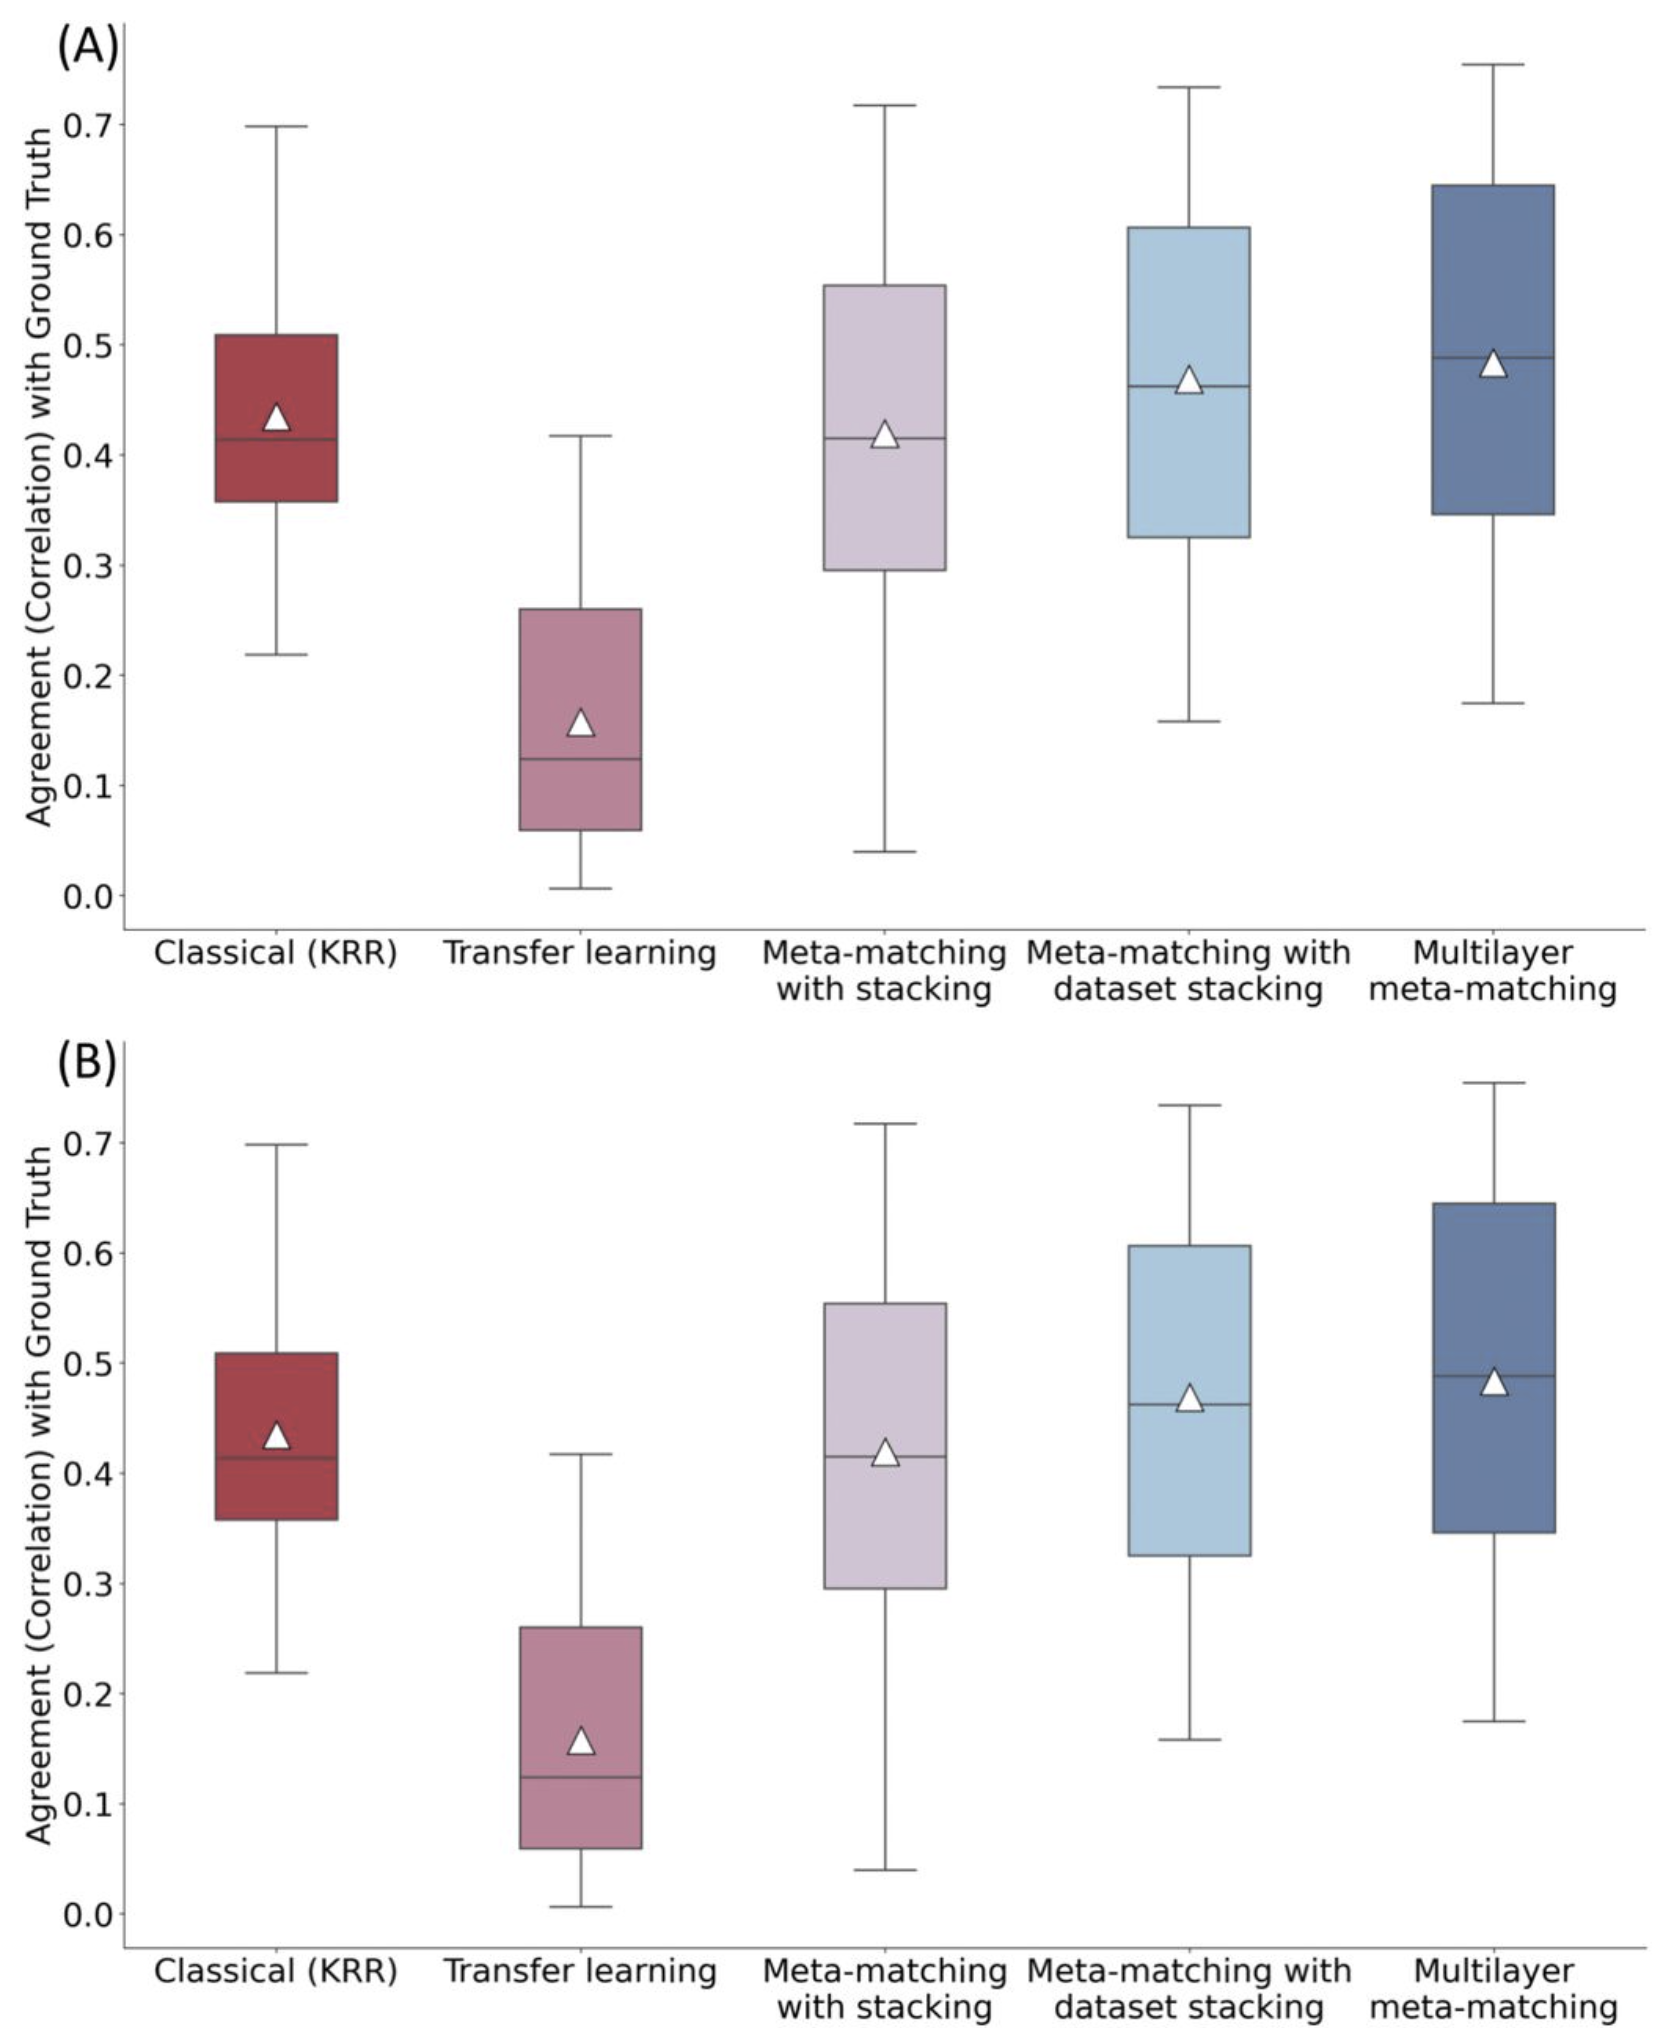 (A)
Agreement (Correlation) with Ground Truth
0.7
0.6
0.5
0.4
0.3
0.2
0.1
0.0
Classical (KRR)
Transfer learning
Meta-matching
with stacking
Meta-matching with
dataset stacking
Multilayer
meta-matching
(B)
Agreement (Correlation) with Ground Truth
0.7
0.6
0.5
0.4
0.3
0.2
0.1
0.0
Classical (KRR)
Transfer learning
Meta-matching
with stacking
Meta-matching with
dataset stacking
Multilayer
meta-matching